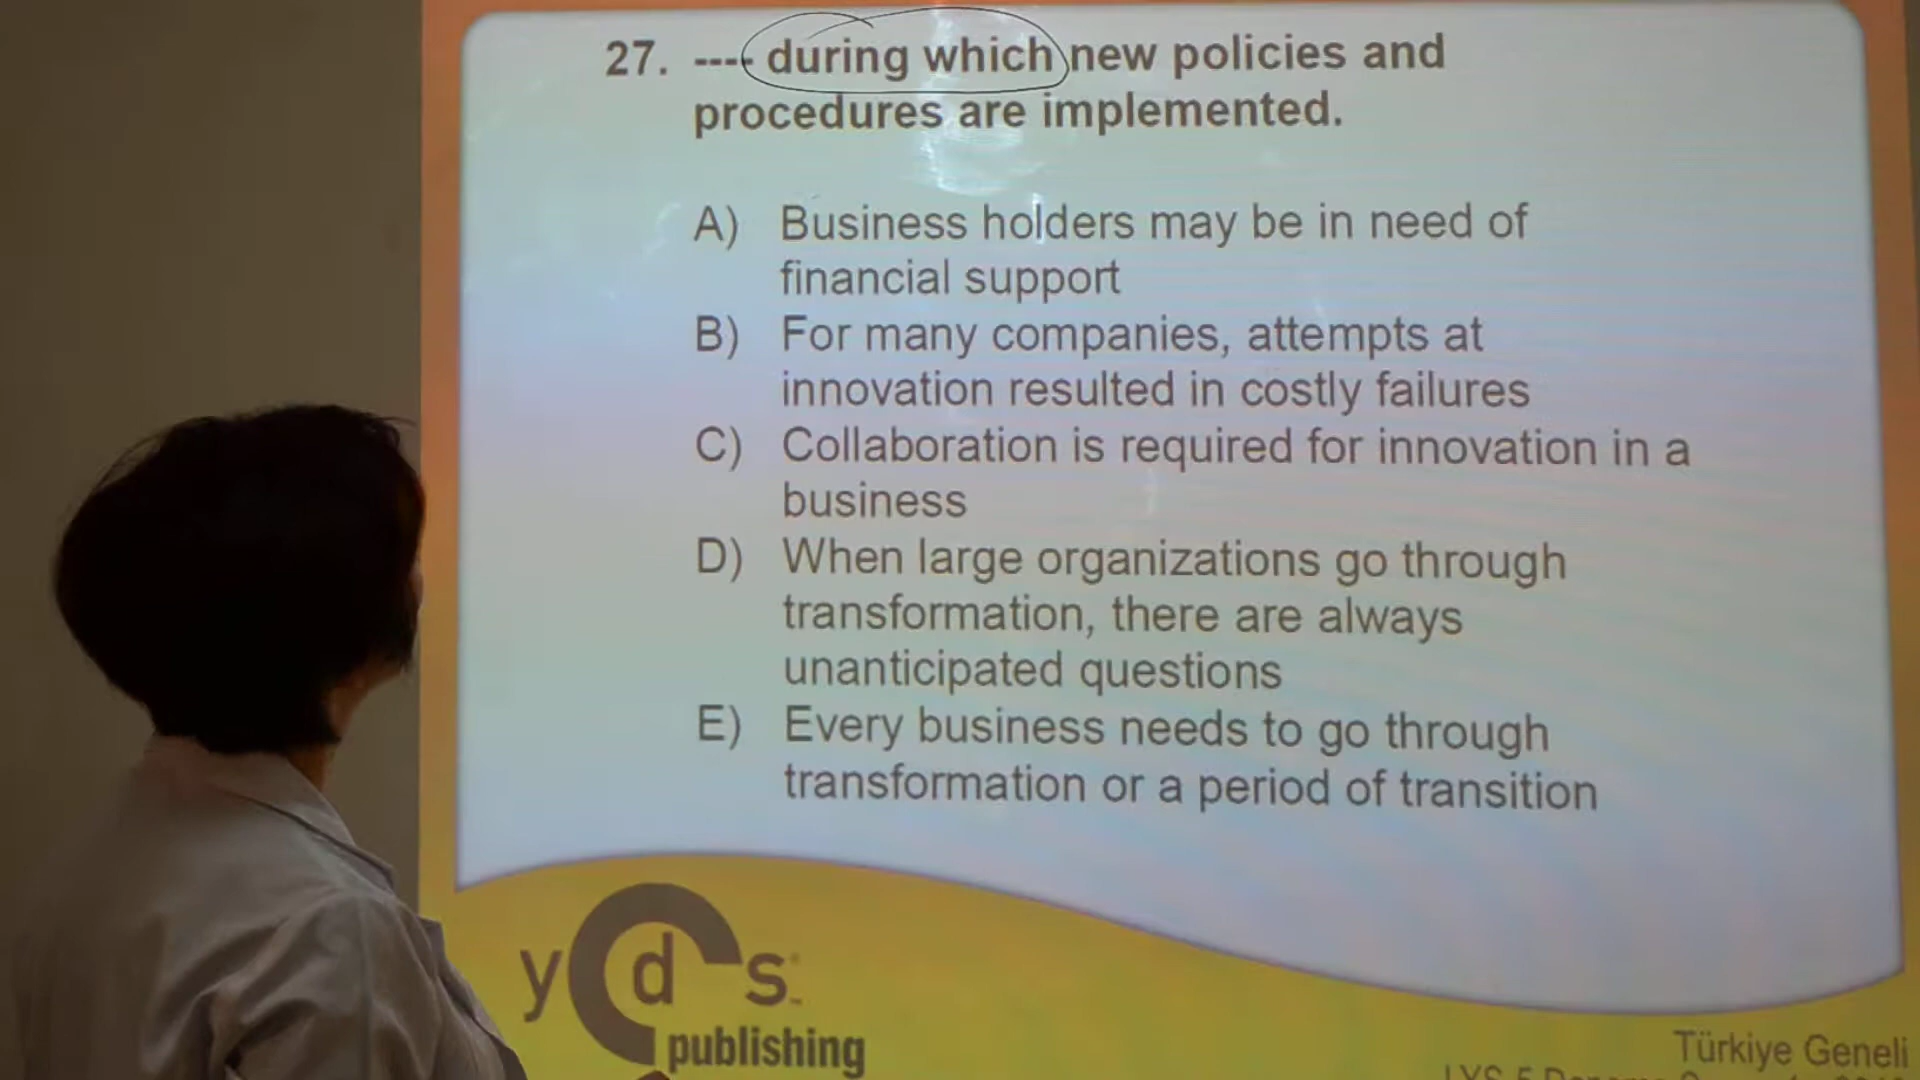 27. ---- during which new policies and
procedures are implemented.
A) Business holders may be in need of
financial support
B) For many companies, attempts at
innovation resulted in costly failures
C) Collaboration is required for innovation in a
business
D) When large organizations go through
transformation, there are always
unanticipated questions
E) Every business needs to go through
transformation or a period of transition
yds
publishing
Türkiye Geneli
LYS-5